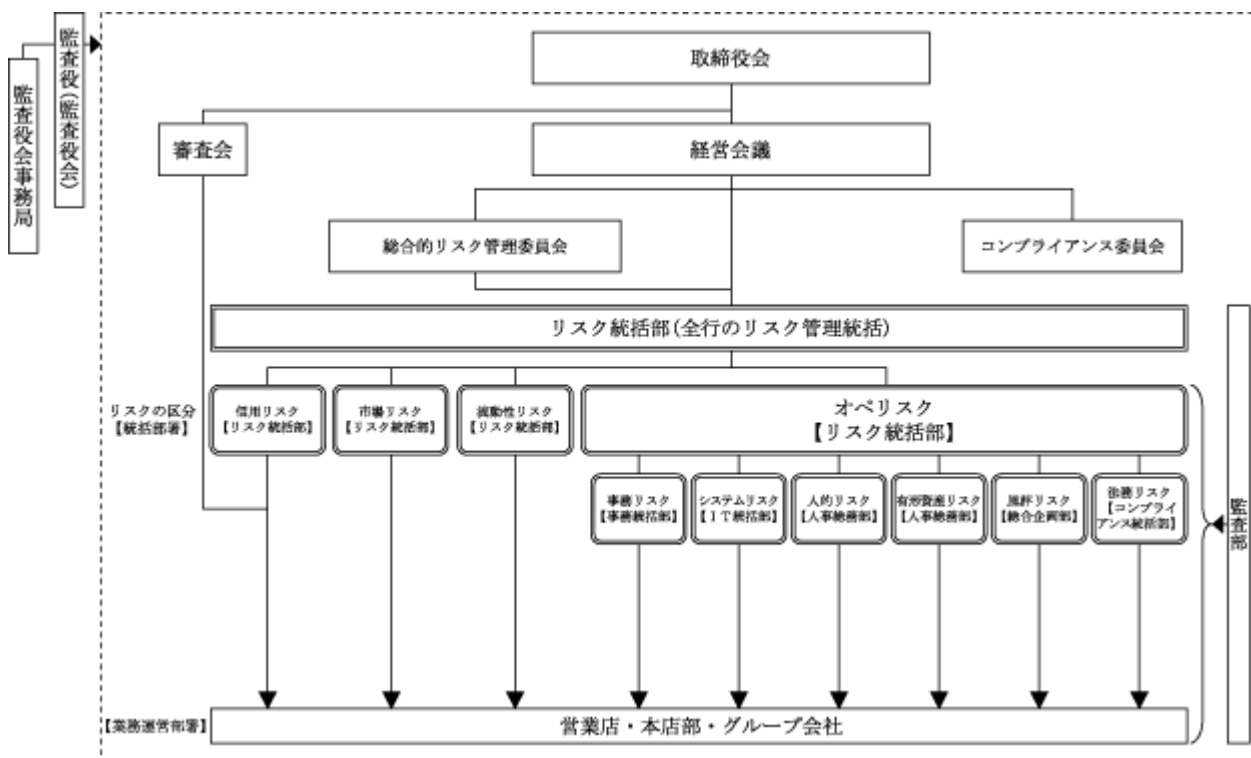 監査役会事務局
監査役(監査役会)
取締役会
審査会
経営会議
総合的リスク管理委員会
コンプライアンス委員会
リスク統括部(全行のリスク管理統括)
リスクの区分
【統括部署】
信用リスク
【リスク統括部】
市場リスク
【リスク統括部】
流動性リスク
【リスク統括部】
オペリスク
【リスク統括部】
事務リスク
【事務統括部】
システムリスク
【IT統括部】
人的リスク
【人事総務部】
有形資産リスク
【人事総務部】
風評リスク
【総合企画部】
法務リスク
【コンプライ
アンス統括部】
監査部
【業務運営部署】
営業店・本店部・グループ会社